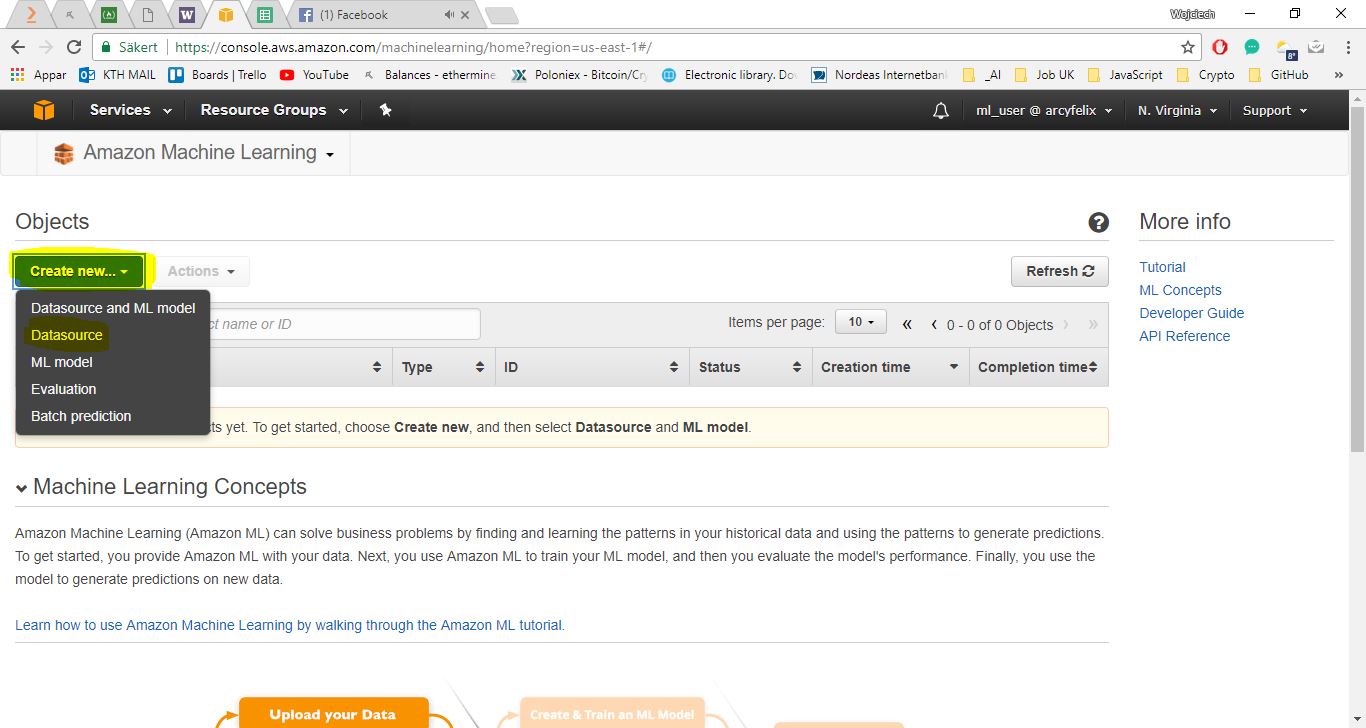 (1) Facebook
Wojciech
Säkert https://console.aws.amazon.com/machinelearning/home?region=us-east-1#/
8°
Appar KTH MAIL Boards | Trello YouTube Balances - ethermine Poloniex - Bitcoin/Cry Electronic library. Dov Nordeas Internetbank _AI Job UK JavaScript Crypto GitHub »
Services Resource Groups ml_user @ arcyfelix N. Virginia Support
Amazon Machine Learning
Objects
More info
Create new... Actions Refresh
Tutorial
ML Concepts
Developer Guide
API Reference
Datasource and ML model
Datasource
ML model
Evaluation
Batch prediction
ct name or ID
Items per page: 10 « ‹ 0 - 0 of 0 Objects › »
Type ID Status Creation time Completion time
cts yet. To get started, choose Create new, and then select Datasource and ML model.
Machine Learning Concepts
Amazon Machine Learning (Amazon ML) can solve business problems by finding and learning the patterns in your historical data and using the patterns to generate predictions.
To get started, you provide Amazon ML with your data. Next, you use Amazon ML to train your ML model, and then you evaluate the model's performance. Finally, you use the
model to generate predictions on new data.
Learn how to use Amazon Machine Learning by walking through the Amazon ML tutorial.
Upload your Data
Create & Train an ML Model